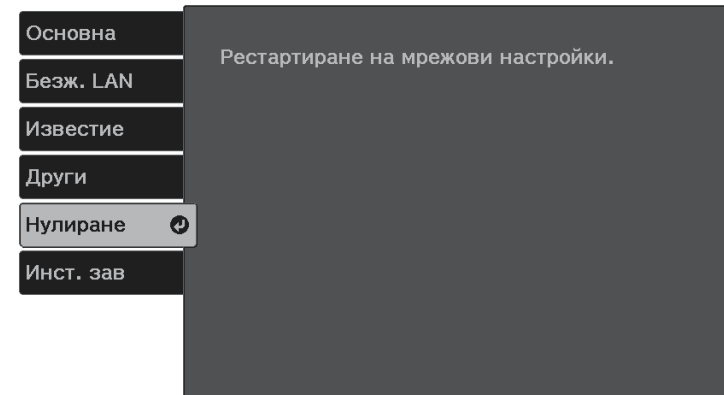 Основна
Безж. LAN
Известие
Други
Нулиране
Инст. зав
Рестартиране на мрежови настройки.